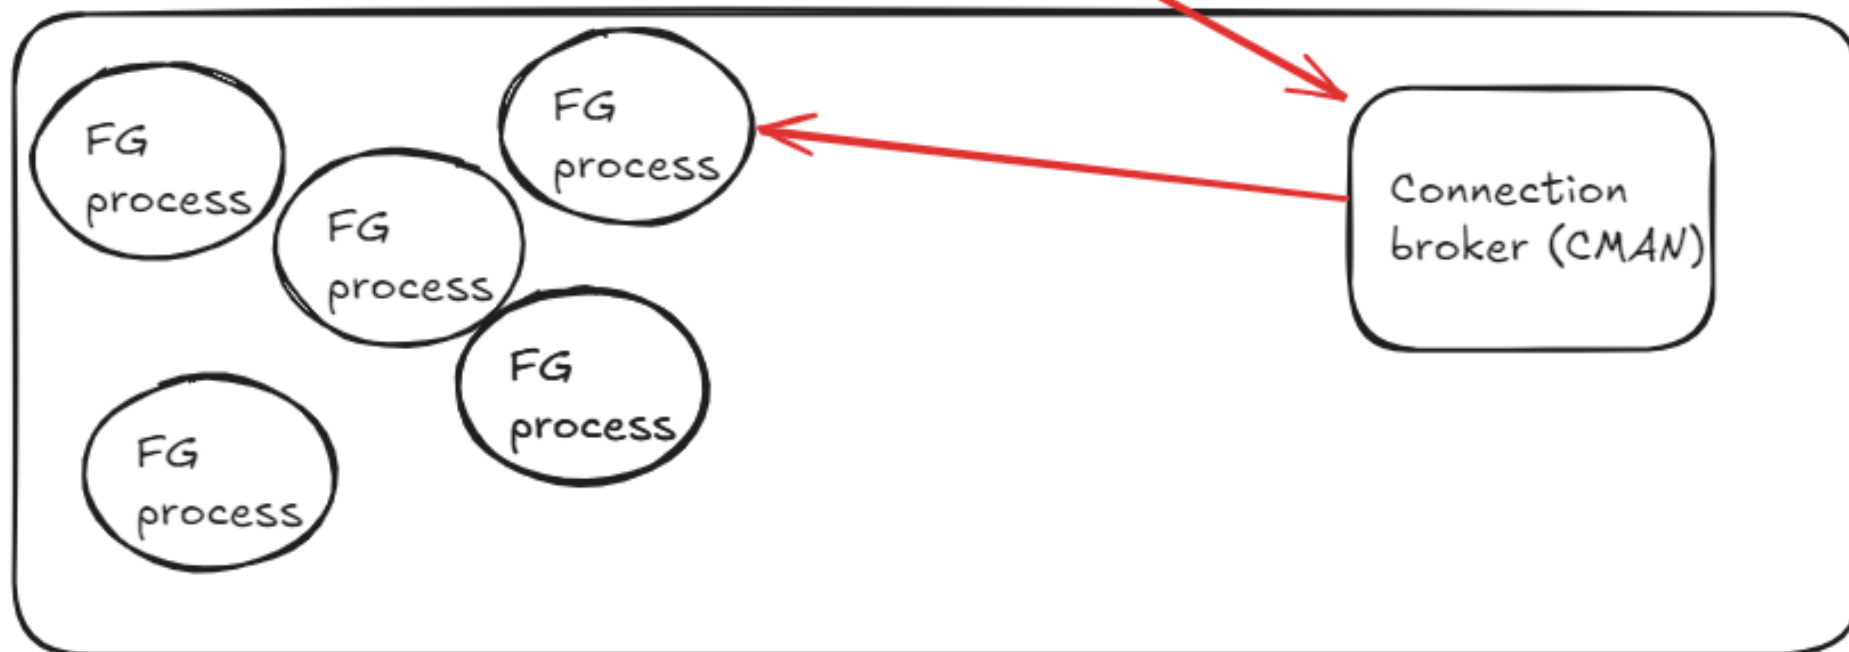 FG
process
FG
process
FG
process
FG
process
FG
process
Connection
broker (CMAN)